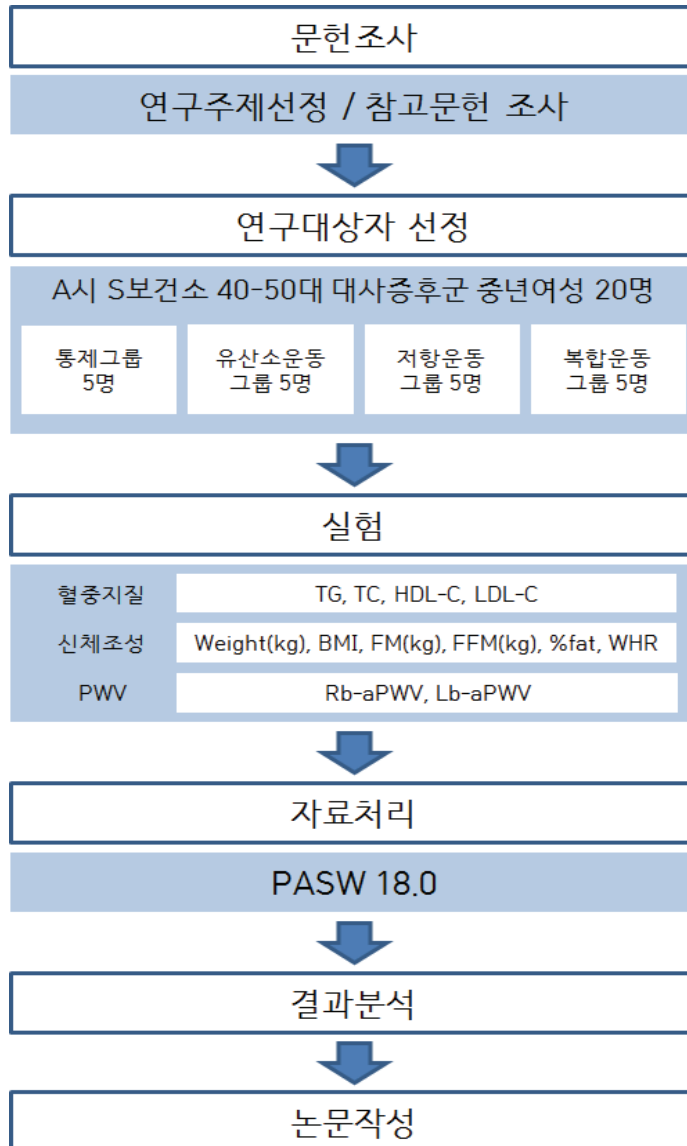 문헌조사
연구주제선정 / 참고문헌 조사
연구대상자 선정
A시 S보건소 40-50대 대사증후군 중년여성 20명
통제그룹
5명
유산소운동
그룹 5명
저항운동
그룹 5명
복합운동
그룹 5명
실험
혈중지질
TG, TC, HDL-C, LDL-C
신체조성
Weight(kg), BMI, FM(kg), FFM(kg), %fat, WHR
PWV
Rb-aPWV, Lb-aPWV
자료처리
PASW 18.0
결과분석
논문작성